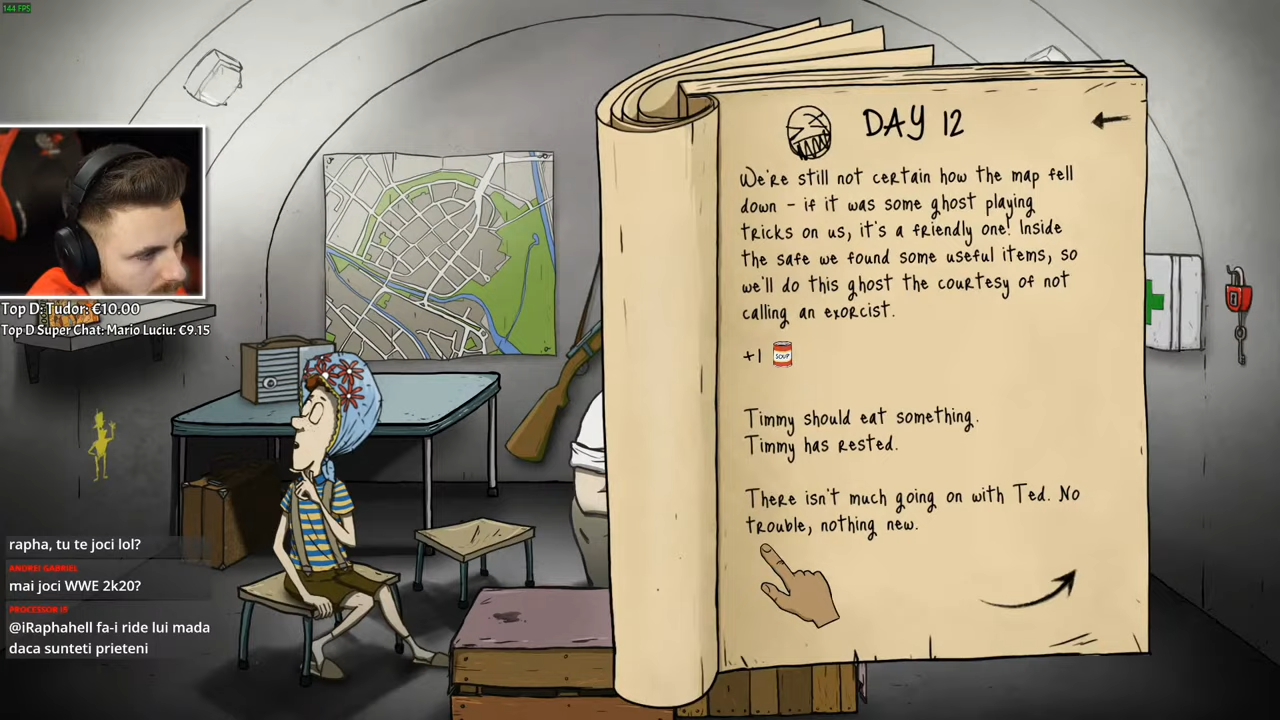 144 FPS
DAY 12
We're still not certain how the map fell
down - if it was some ghost playing
tricks on us, it's a friendly one! Inside
the safe we found some useful items, so
we'll do this ghost the courtesy of not
calling an exorcist.
+1 SOUP
Timmy should eat something.
Timmy has rested.
There isn't much going on with Ted. No
trouble, nothing new.
Top D: Tudor: €10.00
Top D Super Chat: Mario Luciu: €9.15
rapha, tu te joci lol?
ANDREI GABRIEL
mai joci WWE 2k20?
@iRaphahell fa-i ride lui mada
daca sunteti prieteni